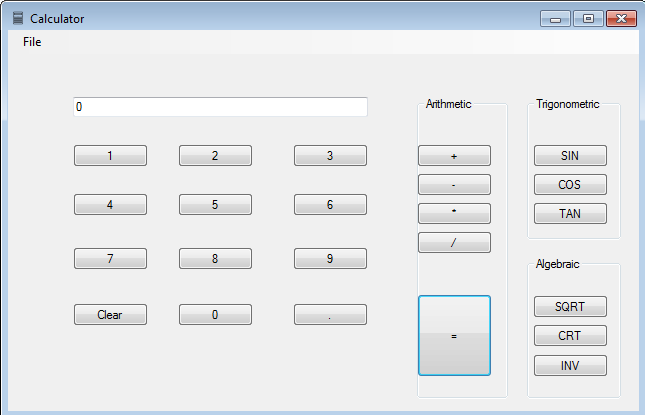 Calculator
File
0
Arithmetic
Trigonometric
1 2 3 + SIN
- COS
4 5 6 * TAN
/
7 8 9
Algebraic
Clear 0 . SQRT
= CRT
INV